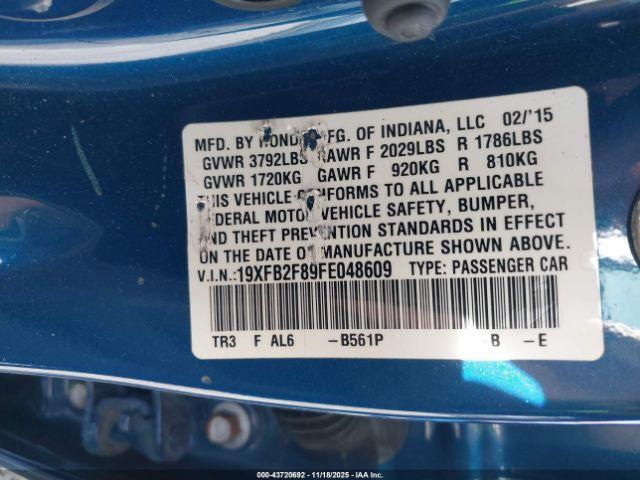 MFD. BY HONDA MFG. OF INDIANA, LLC 02/'15
GVWR 3792LBS GAWR F 2029LBS R 1786LBS
GVWR 1720KG GAWR F 920KG R 810KG
THIS VEHICLE CONFORMS TO ALL APPLICABLE
FEDERAL MOTOR VEHICLE SAFETY, BUMPER,
AND THEFT PREVENTION STANDARDS IN EFFECT
ON THE DATE OF MANUFACTURE SHOWN ABOVE.
V.I.N.:19XFB2F89FE048609 TYPE: PASSENGER CAR
TR3 F AL6 -B561P B -E
000-43720692 - 11/18/2025 - IAAI, Inc.